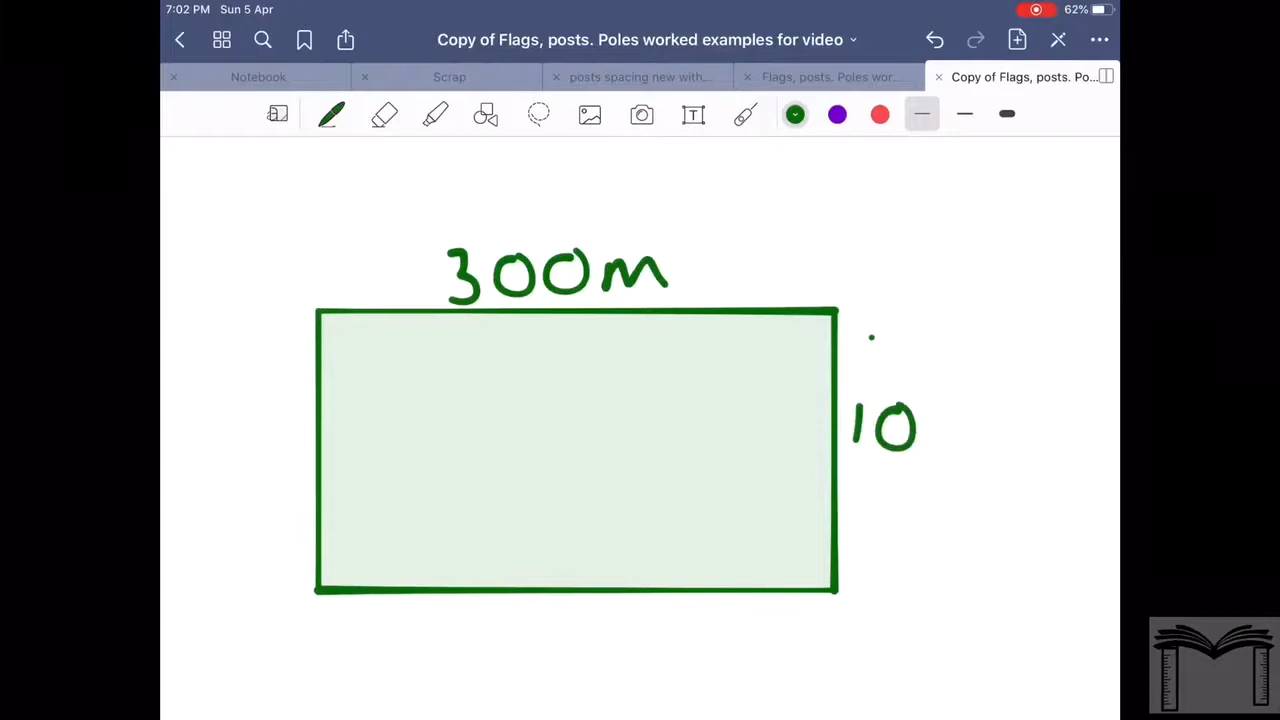 7:02 PM Sun 5 Apr
62%
Copy of Flags, posts. Poles worked examples for video
Notebook
Scrap
posts spacing new with...
Flags, posts. Poles wor...
Copy of Flags, posts. Po...
T
300m
10